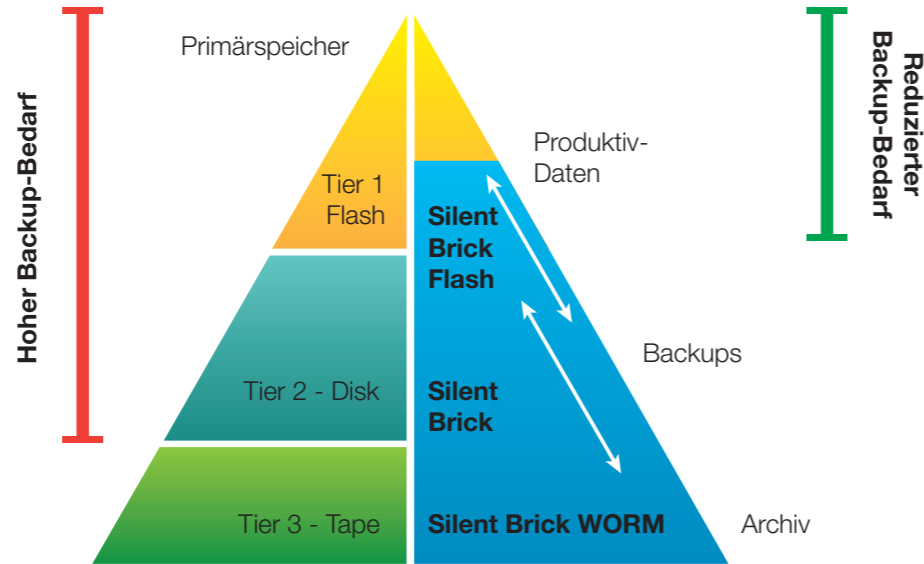 Primärspeicher
Hoher Backup-Bedarf
Tier 1
Flash
Tier 2 - Disk
Tier 3 - Tape
Silent
Brick
Flash
Silent
Brick
Silent Brick WORM
Produktiv-
Daten
Backups
Archiv
Reduzierter
Backup-Bedarf